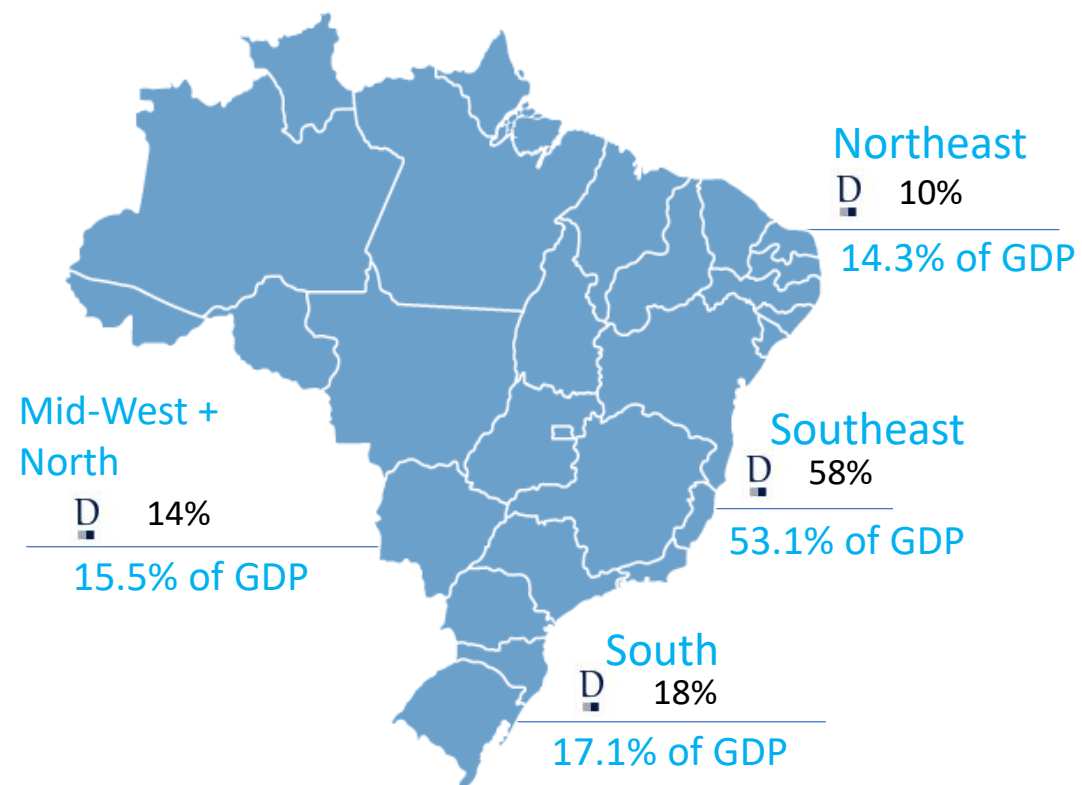 Northeast
D 10%
14.3% of GDP
Mid-West +
North
D 14%
15.5% of GDP
Southeast
D 58%
53.1% of GDP
South
D 18%
17.1% of GDP